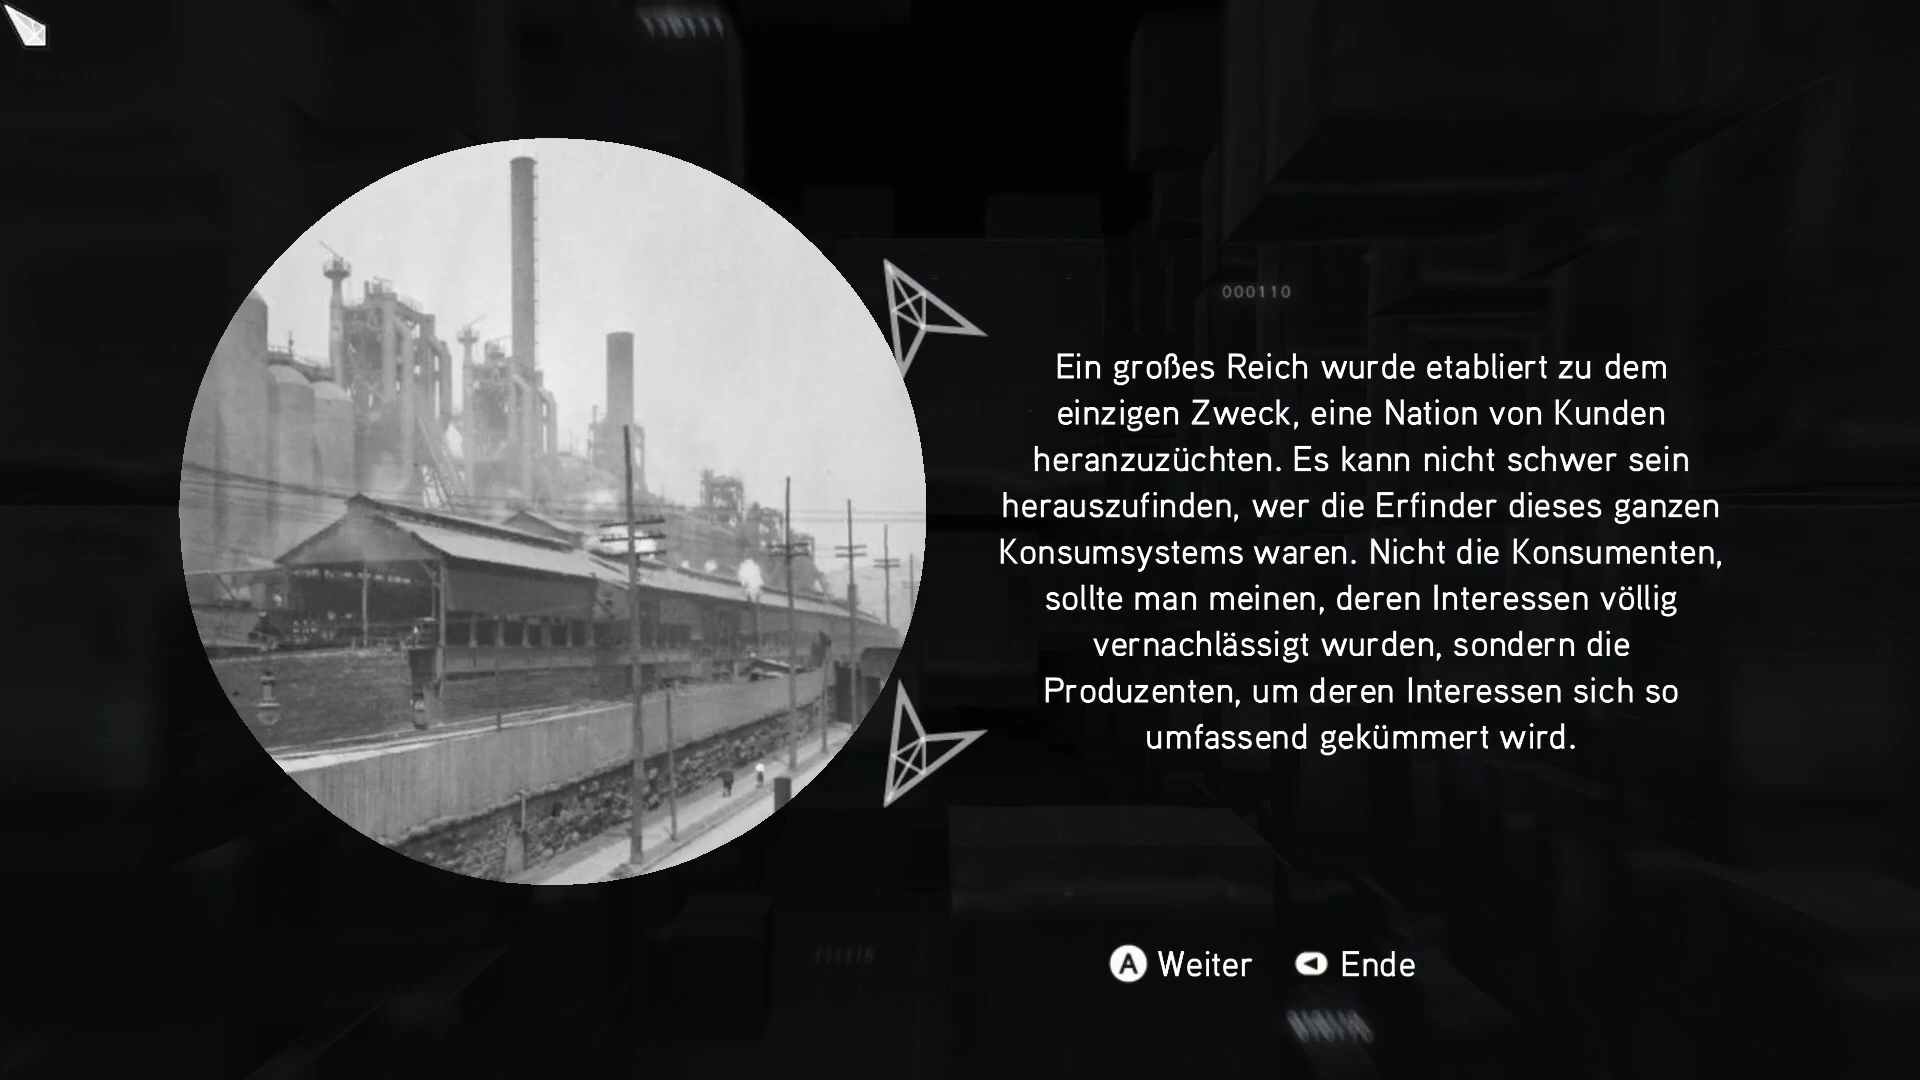 000110
Ein großes Reich wurde etabliert zu dem
einzigen Zweck, eine Nation von Kunden
heranzuzüchten. Es kann nicht schwer sein
herauszufinden, wer die Erfinder dieses ganzen
Konsumsystems waren. Nicht die Konsumenten,
sollte man meinen, deren Interessen völlig
vernachlässigt wurden, sondern die
Produzenten, um deren Interessen sich so
umfassend gekümmert wird.
A Weiter Ende